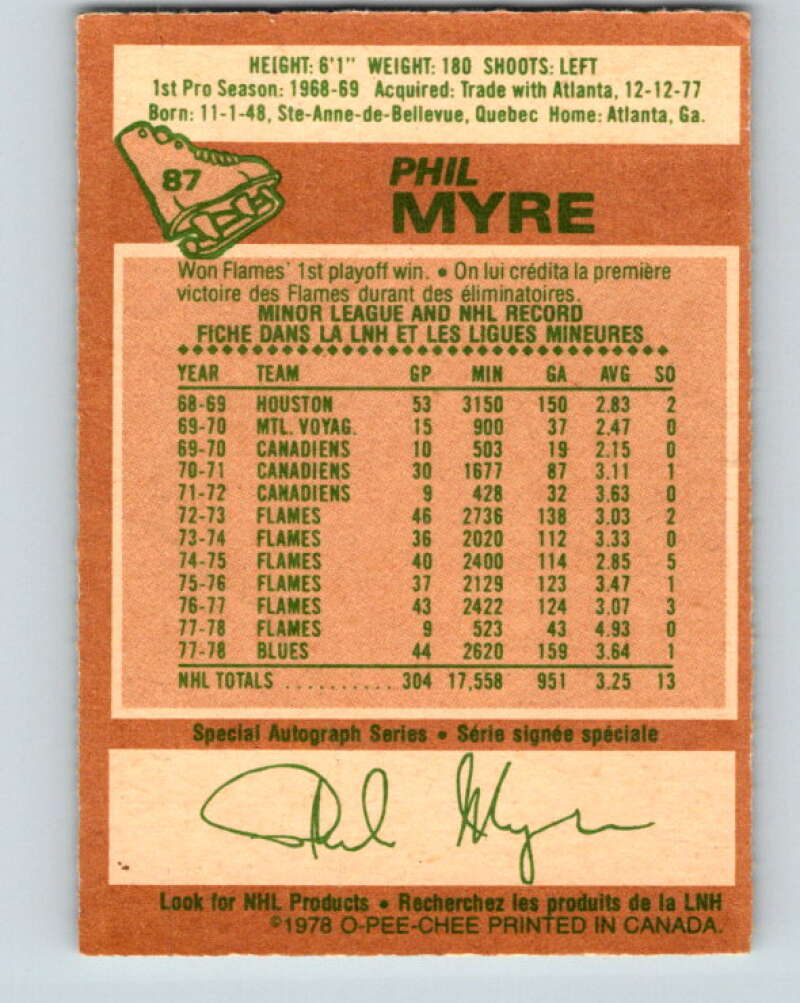 HEIGHT: 6'1" WEIGHT: 180 SHOOTS: LEFT
1st Pro Season: 1968-69 Acquired: Trade with Atlanta, 12-12-77
Born: 11-1-48, Ste-Anne-de-Bellevue, Quebec Home: Atlanta, Ga.
87
PHIL
MYRE
Won Flames' 1st playoff win. • On lui crédita la première
victoire des Flames durant des éliminatoires.
MINOR LEAGUE AND NHL RECORD
FICHE DANS LA LNH ET LES LIGUES MINEURES
YEAR TEAM GP MIN GA AVG SO
68-69 HOUSTON 53 3150 150 2.83 2
69-70 MTL. VOYAG. 15 900 37 2.47 0
69-70 CANADIENS 10 503 19 2.15 0
70-71 CANADIENS 30 1677 87 3.11 1
71-72 CANADIENS 9 428 32 3.63 0
72-73 FLAMES 46 2736 138 3.03 2
73-74 FLAMES 36 2020 112 3.33 0
74-75 FLAMES 40 2400 114 2.85 5
75-76 FLAMES 37 2129 123 3.47 1
76-77 FLAMES 43 2422 124 3.07 3
77-78 FLAMES 9 523 43 4.93 0
77-78 BLUES 44 2620 159 3.64 1
NHL TOTALS .......... 304 17,558 951 3.25 13
Special Autograph Series • Série signée spéciale
Phil Myre
Look for NHL Products • Recherchez les produits de la LNH
©1978 O-PEE-CHEE PRINTED IN CANADA.